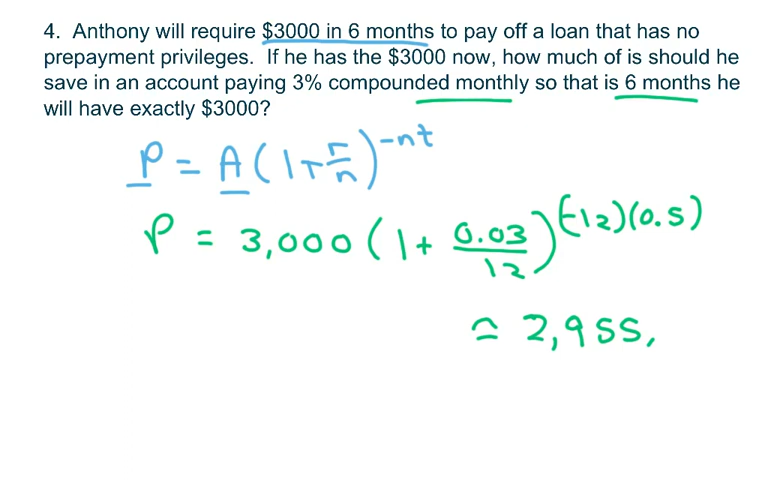 4. Anthony will require $3000 in 6 months to pay off a loan that has no
prepayment privileges. If he has the $3000 now, how much of is should he
save in an account paying 3% compounded monthly so that is 6 months he
will have exactly $3000?
P = A(1+r/n)^-nt
P = 3,000(1+0.03/12)^(-12)(0.5)
≃ 2,955,